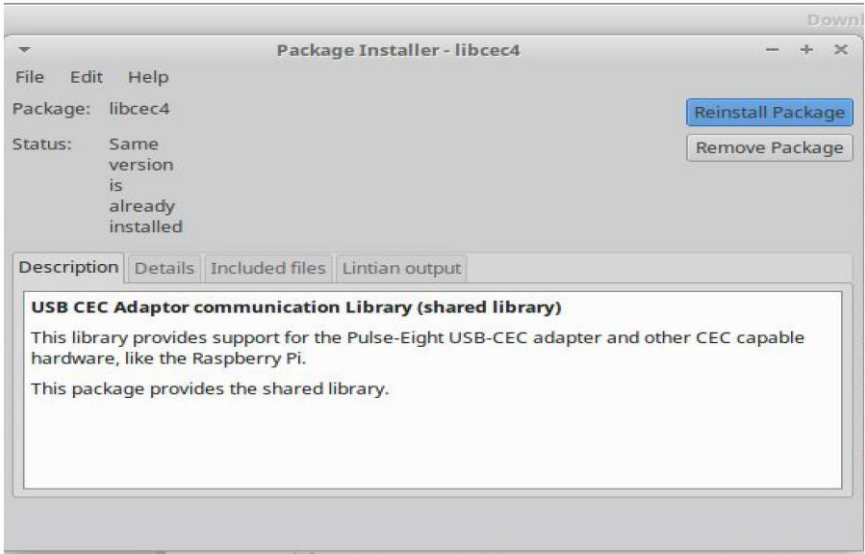 Downl
Package Installer - libcec4
File Edit Help
Package: libcec4
Reinstall Package
Status: Same
version
is
already
installed
Remove Package
Description Details Included files Lintian output
USB CEC Adaptor communication Library (shared library)
This library provides support for the Pulse-Eight USB-CEC adapter and other CEC capable
hardware, like the Raspberry Pi.
This package provides the shared library.